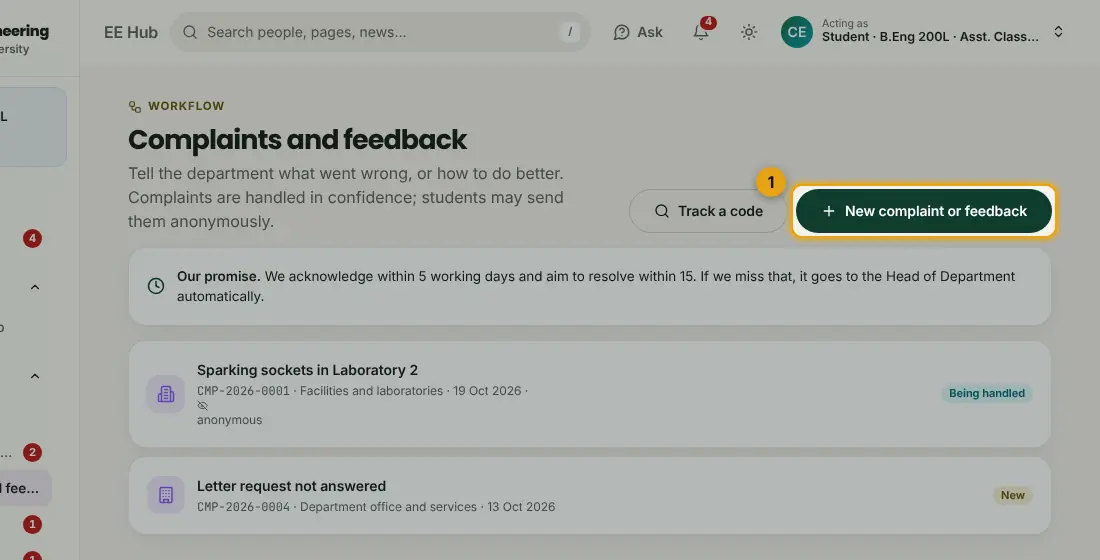 neering
ersity
EE Hub
Search people, pages, news...
/
Ask
4
CE
Acting as
Student · B.Eng 200L · Asst. Class...
L
WORKFLOW
Complaints and feedback
Tell the department what went wrong, or how to do better.
Complaints are handled in confidence; students may send
them anonymously.
1
Track a code
+ New complaint or feedback
4
Our promise. We acknowledge within 5 working days and aim to resolve within 15. If we miss that, it goes to the Head of Department
automatically.
Sparking sockets in Laboratory 2
CMP-2026-0001 · Facilities and laboratories · 19 Oct 2026 ·
anonymous
Being handled
... 2
d fee...
Letter request not answered
CMP-2026-0004 · Department office and services · 13 Oct 2026
New
1
1